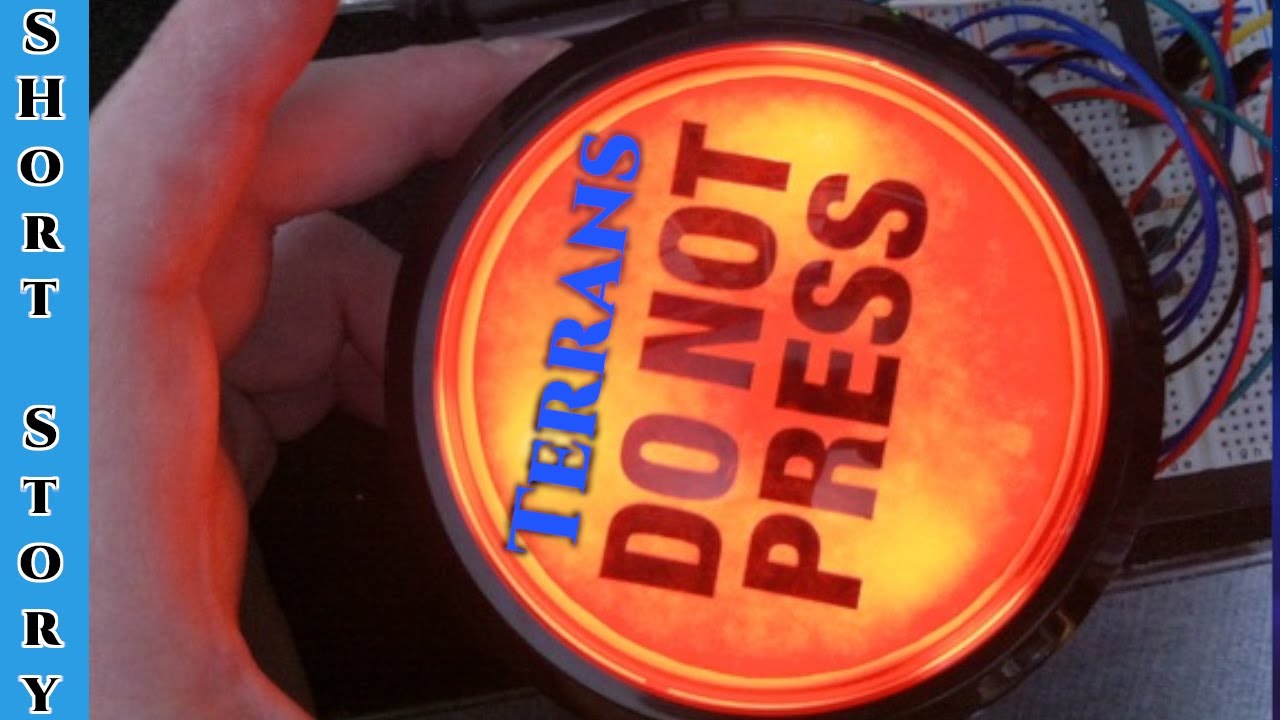 SHORT STORY
TERRANS
DO NOT
PRESS